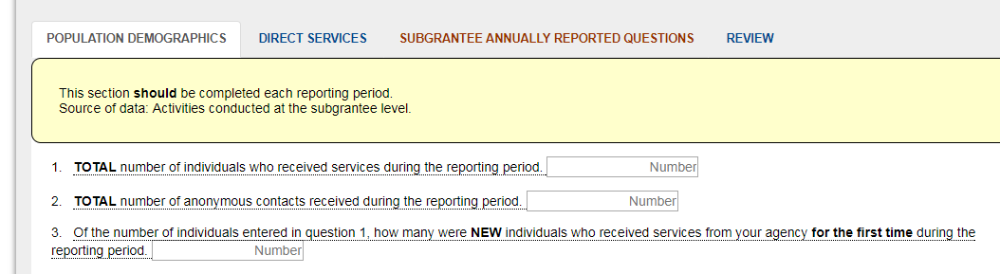 POPULATION DEMOGRAPHICS DIRECT SERVICES SUBGRANTEE ANNUALLY REPORTED QUESTIONS REVIEW
This section should be completed each reporting period.
Source of data: Activities conducted at the subgrantee level.
1. TOTAL number of individuals who received services during the reporting period. Number
2. TOTAL number of anonymous contacts received during the reporting period. Number
3. Of the number of individuals entered in question 1, how many were NEW individuals who received services from your agency for the first time during the
reporting period. Number